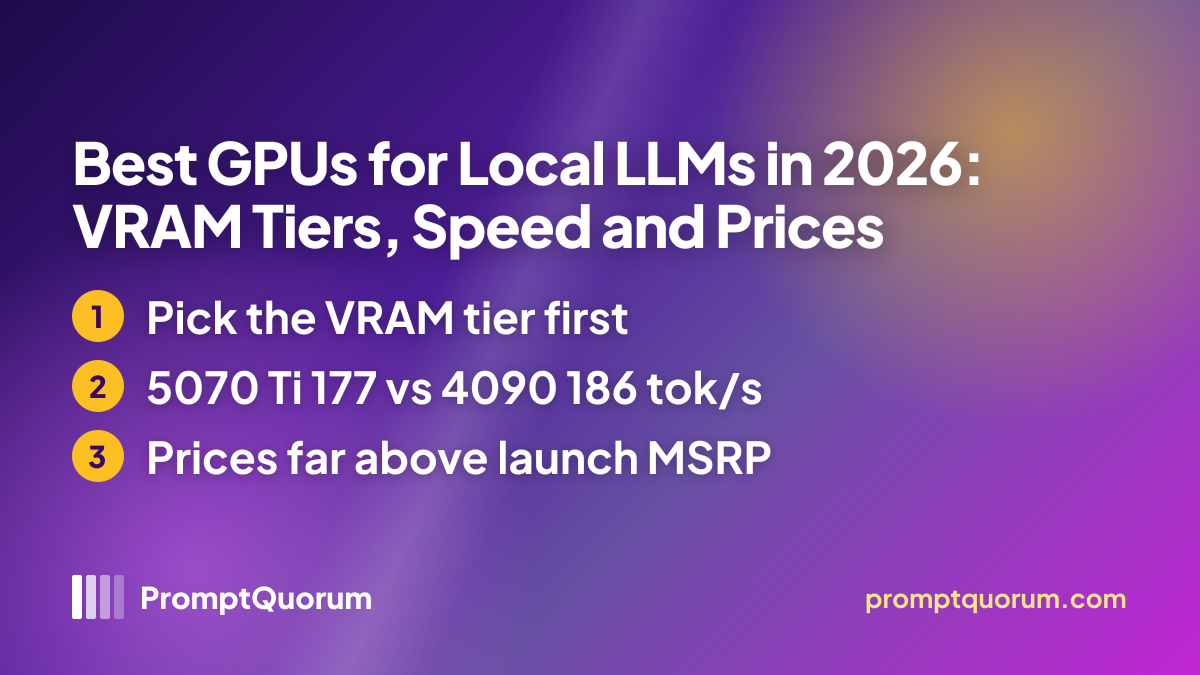 Best GPUs for Local LLMs in 2026:
VRAM Tiers, Speed and Prices
1 Pick the VRAM tier first
2 5070 Ti 177 vs 4090 186 tok/s
3 Prices far above launch MSRP
PromptQuorum
promptquorum.com